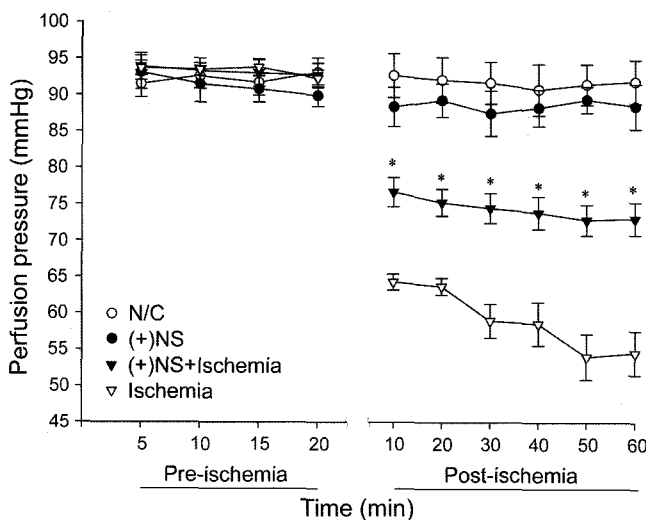 100
95
90
85
80
75
70
65
60
55
50
45
Perfusion pressure (mmHg)
* * * * * *
N/C
(+)NS
(+)NS+Ischemia
Ischemia
5 10 15 20 10 20 30 40 50 60
Pre-ischemia Post-ischemia
Time (min)